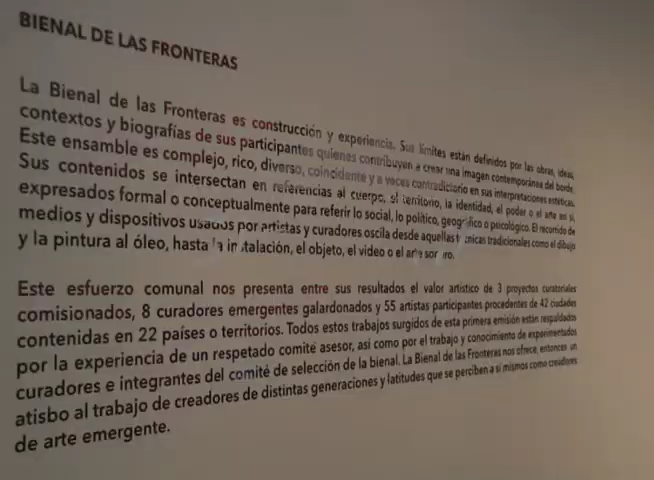 BIENAL DE LAS FRONTERAS
La Bienal de las Fronteras es construcción y experiencia. Sus límites están definidos por las obras, ideas,
contextos y biografías de sus participantes quienes contribuyen a crear una imagen contemporánea del borde.
Este ensamble es complejo, rico, diverso, coincidente y a veces contradictorio en sus interpretaciones estéticas.
Sus contenidos se intersectan en referencias al cuerpo, el territorio, la identidad, el poder o el arte en sí,
expresados formal o conceptualmente para referir lo social, lo político, geográfico o psicológico. El recorrido de
medios y dispositivos usados por artistas y curadores oscila desde aquellas técnicas tradicionales como el dibujo
y la pintura al óleo, hasta la instalación, el objeto, el video o el arte sonoro.
Este esfuerzo comunal nos presenta entre sus resultados el valor artístico de 3 proyectos curatoriales
comisionados, 8 curadores emergentes galardonados y 55 artistas participantes procedentes de 42 ciudades
contenidas en 22 países o territorios. Todos estos trabajos surgidos de esta primera emisión están respaldados
por la experiencia de un respetado comité asesor, así como por el trabajo y conocimiento de experimentados
curadores e integrantes del comité de selección de la bienal. La Bienal de las Fronteras nos ofrece, entonces un
atisbo al trabajo de creadores de distintas generaciones y latitudes que se perciben a sí mismos como creadores
de arte emergente.